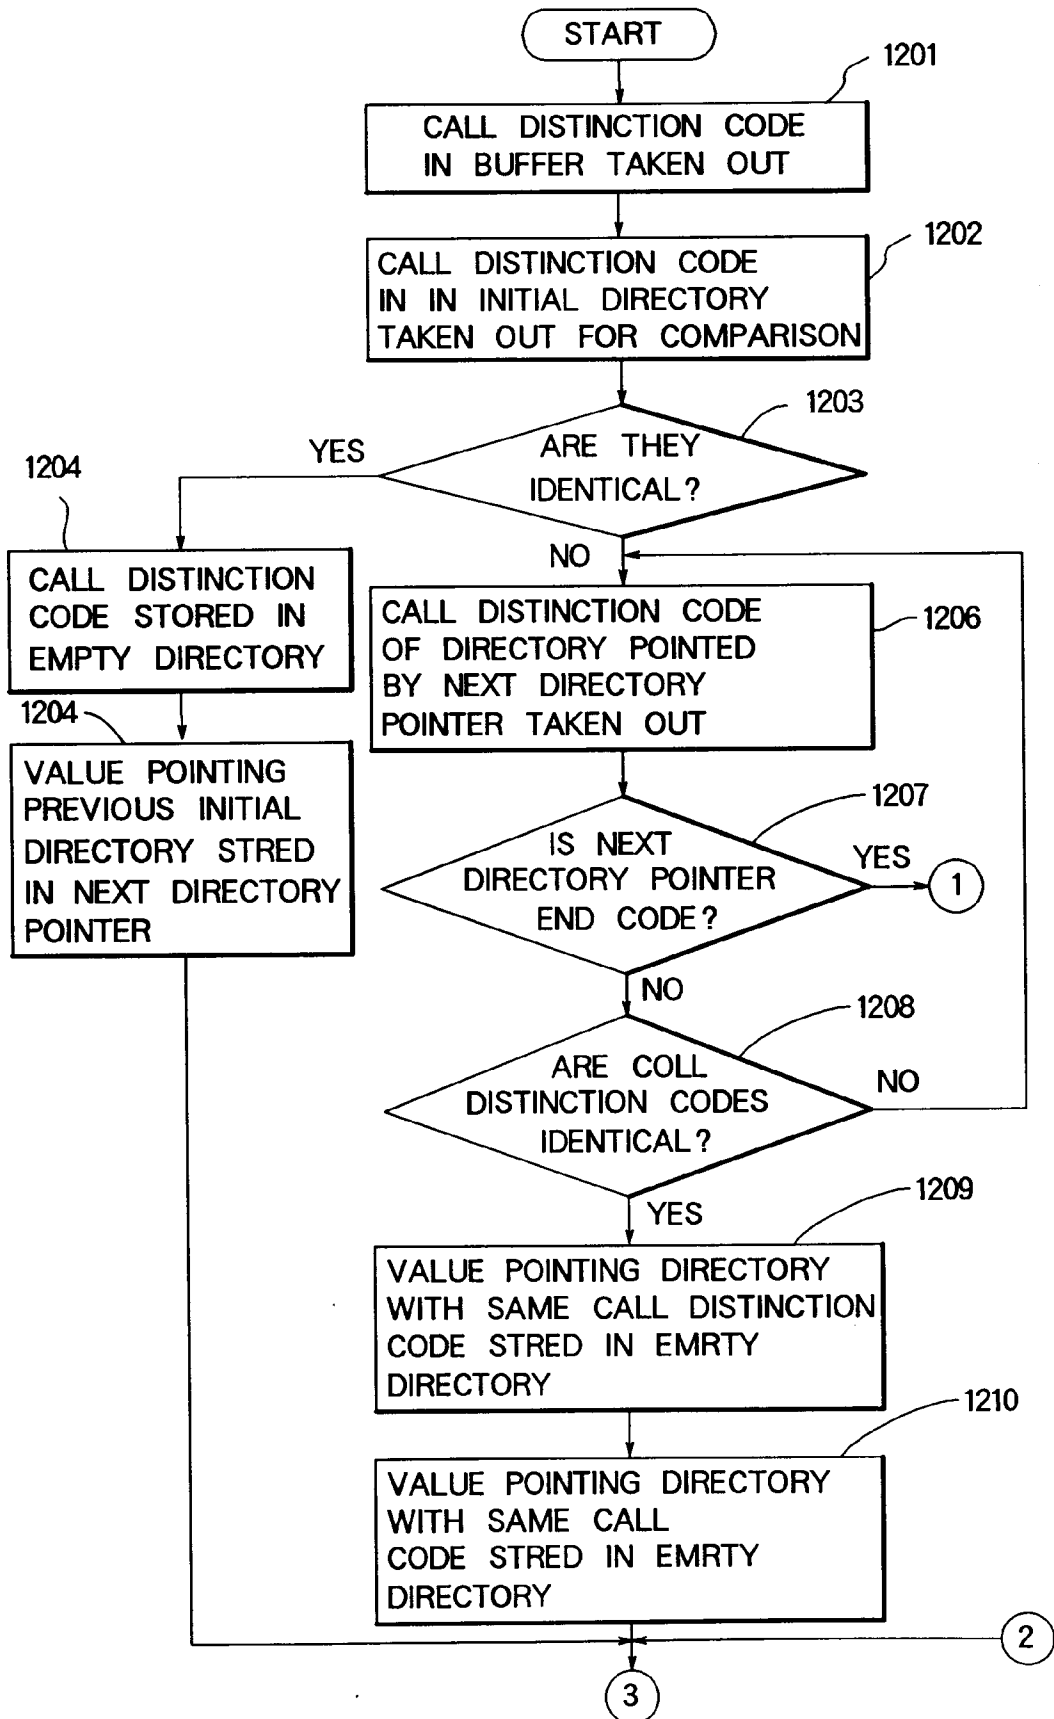 START
1201
CALL DISTINCTION CODE
IN BUFFER TAKEN OUT
1202
CALL DISTINCTION CODE
IN IN INITIAL DIRECTORY
TAKEN OUT FOR COMPARISON
1203
ARE THEY
IDENTICAL?
YES
NO
1204
CALL DISTINCTION
CODE STORED IN
EMPTY DIRECTORY
1204
VALUE POINTING
PREVIOUS INITIAL
DIRECTORY STRED
IN NEXT DIRECTORY
POINTER
1206
CALL DISTINCTION CODE
OF DIRECTORY POINTED
BY NEXT DIRECTORY
POINTER TAKEN OUT
1207
IS NEXT
DIRECTORY POINTER
END CODE?
YES
1
NO
1208
ARE COLL
DISTINCTION CODES
IDENTICAL?
NO
YES
1209
VALUE POINTING DIRECTORY
WITH SAME CALL DISTINCTION
CODE STRED IN EMRTY
DIRECTORY
1210
VALUE POINTING DIRECTORY
WITH SAME CALL
CODE STRED IN EMRTY
DIRECTORY
2
3